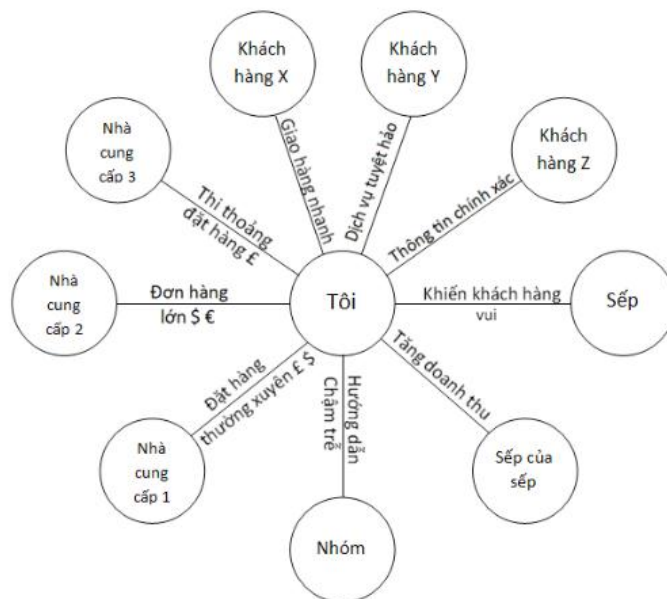 Khách
hàng X
Khách
hàng Y
Nhà
cung
cấp 3
Khách
hàng Z
Giao hàng nhanh
Dịch vụ tuyệt hảo
Thông tin chính xác
Thi thoảng
đặt hàng £
Nhà
cung
cấp 2
Đơn hàng
lớn $ €
Tôi
Khiến khách hàng
vui
Sếp
Đặt hàng
thường xuyên £ $
Hướng dẫn
Chậm trễ
Tăng doanh thu
Nhà
cung
cấp 1
Sếp của
sếp
Nhóm